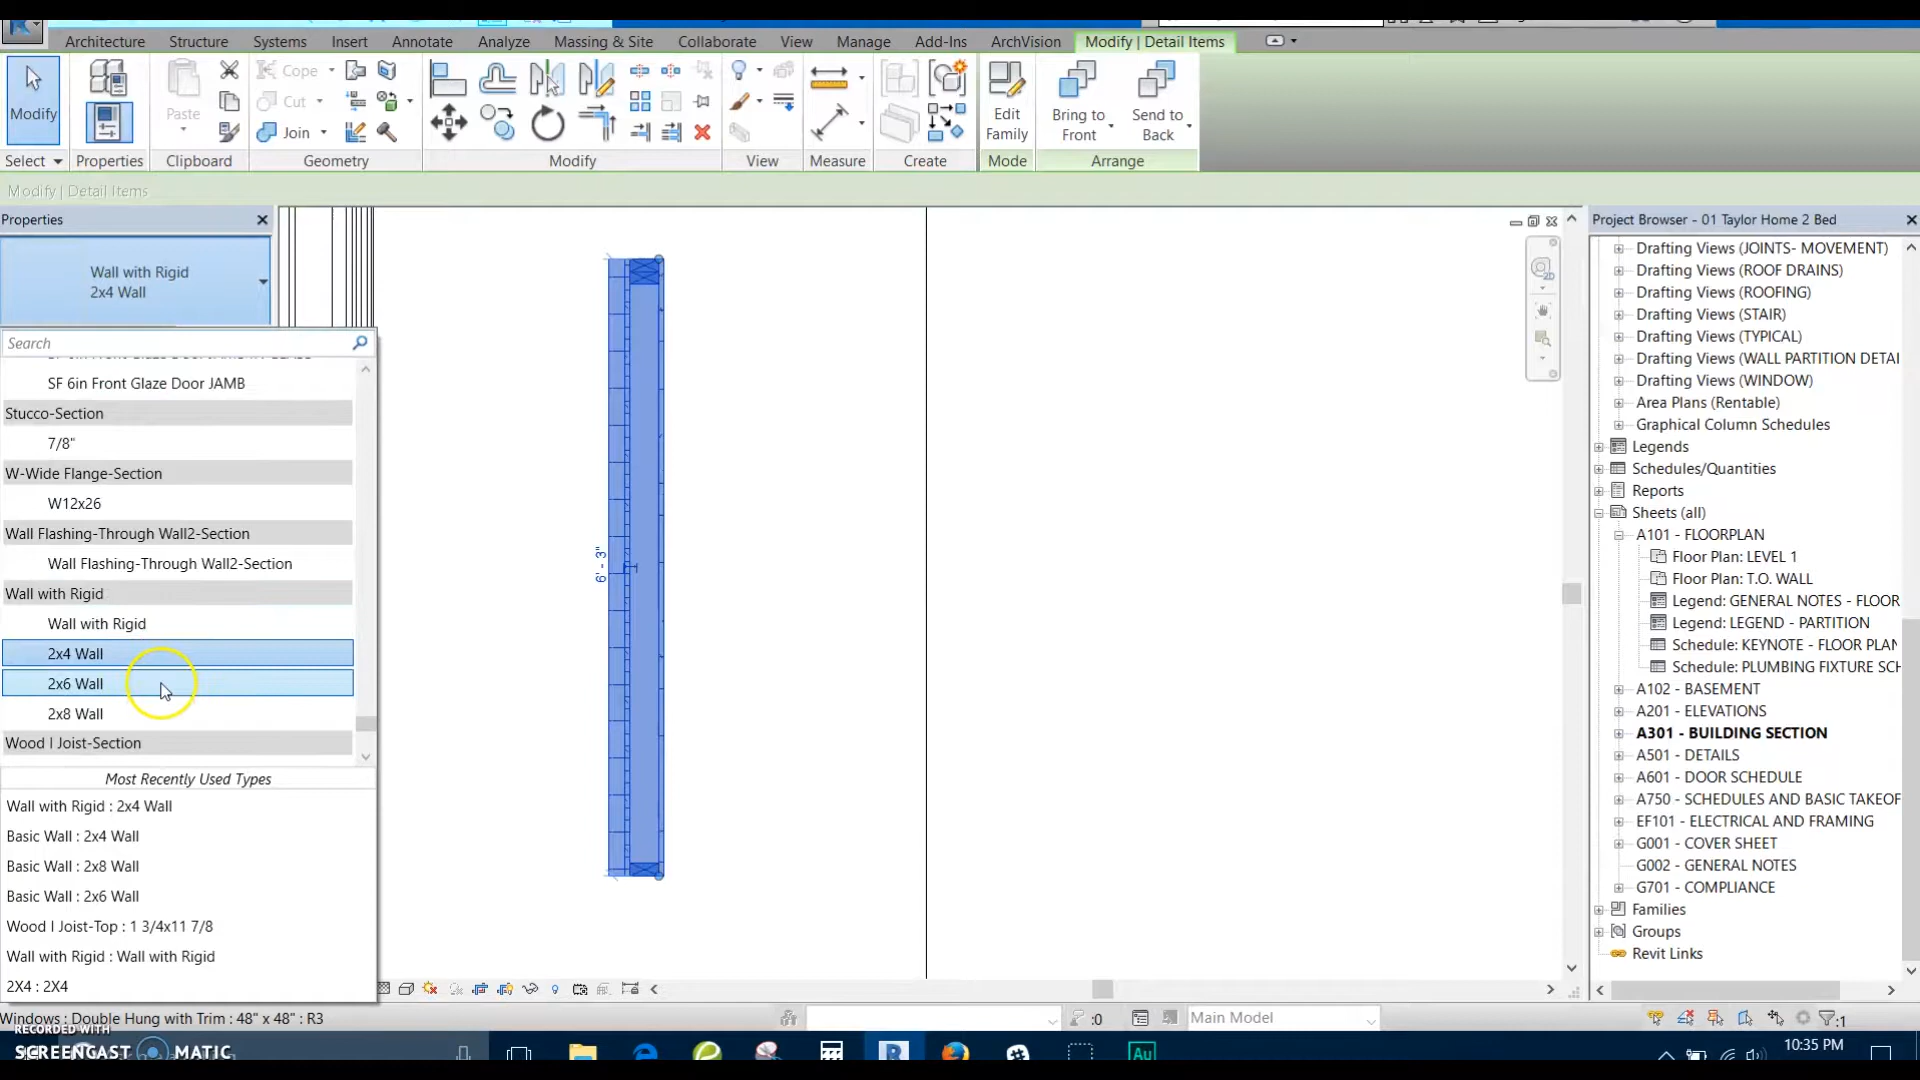 Architecture Structure Systems Insert Annotate Analyze Massing & Site Collaborate View Manage Add-Ins ArchVision Modify | Detail Items
Modify
Paste
Cope
Cut
Join
Edit Family
Bring to Front
Send to Back
Select Properties Clipboard Geometry Modify View Measure Create Mode Arrange
Modify | Detail Items
Properties
Wall with Rigid
2x4 Wall
Search
SF 6in Front Glaze Door JAMB
Stucco-Section
7/8"
W-Wide Flange-Section
W12x26
Wall Flashing-Through Wall2-Section
Wall Flashing-Through Wall2-Section
Wall with Rigid
Wall with Rigid
2x4 Wall
2x6 Wall
2x8 Wall
Wood I Joist-Section
Most Recently Used Types
Wall with Rigid : 2x4 Wall
Basic Wall : 2x4 Wall
Basic Wall : 2x8 Wall
Basic Wall : 2x6 Wall
Wood I Joist-Top : 1 3/4x11 7/8
Wall with Rigid : Wall with Rigid
2X4 : 2X4
6' - 3"
2D
Project Browser - 01 Taylor Home 2 Bed
Drafting Views (JOINTS- MOVEMENT)
Drafting Views (ROOF DRAINS)
Drafting Views (ROOFING)
Drafting Views (STAIR)
Drafting Views (TYPICAL)
Drafting Views (WALL PARTITION DETAI
Drafting Views (WINDOW)
Area Plans (Rentable)
Graphical Column Schedules
Legends
Schedules/Quantities
Reports
Sheets (all)
A101 - FLOORPLAN
Floor Plan: LEVEL 1
Floor Plan: T.O. WALL
Legend: GENERAL NOTES - FLOOR
Legend: LEGEND - PARTITION
Schedule: KEYNOTE - FLOOR PLAN
Schedule: PLUMBING FIXTURE SCH
A102 - BASEMENT
A201 - ELEVATIONS
A301 - BUILDING SECTION
A501 - DETAILS
A601 - DOOR SCHEDULE
A750 - SCHEDULES AND BASIC TAKEOF
EF101 - ELECTRICAL AND FRAMING
G001 - COVER SHEET
G002 - GENERAL NOTES
G701 - COMPLIANCE
Families
Groups
Revit Links
Windows : Double Hung with Trim : 48" x 48" : R3
:0
Main Model
:1
RECORDED WITH
SCREENCAST MATIC
R
Au
10:35 PM